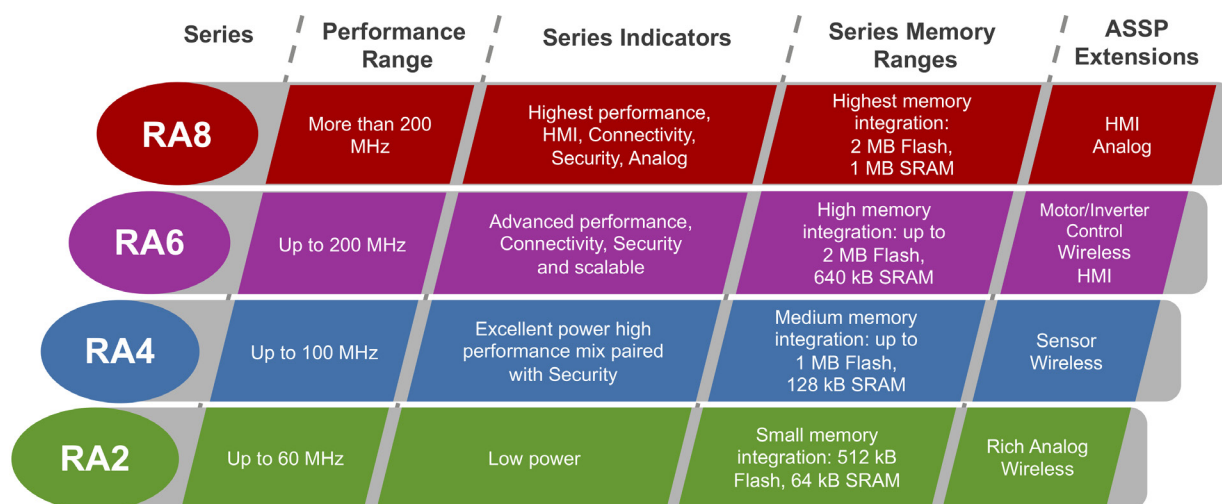 Series
Performance
Range
Series Indicators
Series Memory
Ranges
ASSP
Extensions
RA8
More than 200
MHz
Highest performance,
HMI, Connectivity,
Security, Analog
Highest memory
integration:
2 MB Flash,
1 MB SRAM
HMI
Analog
RA6
Up to 200 MHz
Advanced performance,
Connectivity, Security
and scalable
High memory
integration: up to
2 MB Flash,
640 kB SRAM
Motor/Inverter
Control
Wireless
HMI
RA4
Up to 100 MHz
Excellent power high
performance mix paired
with Security
Medium memory
integration: up to
1 MB Flash,
128 kB SRAM
Sensor
Wireless
RA2
Up to 60 MHz
Low power
Small memory
integration: 512 kB
Flash, 64 kB SRAM
Rich Analog
Wireless